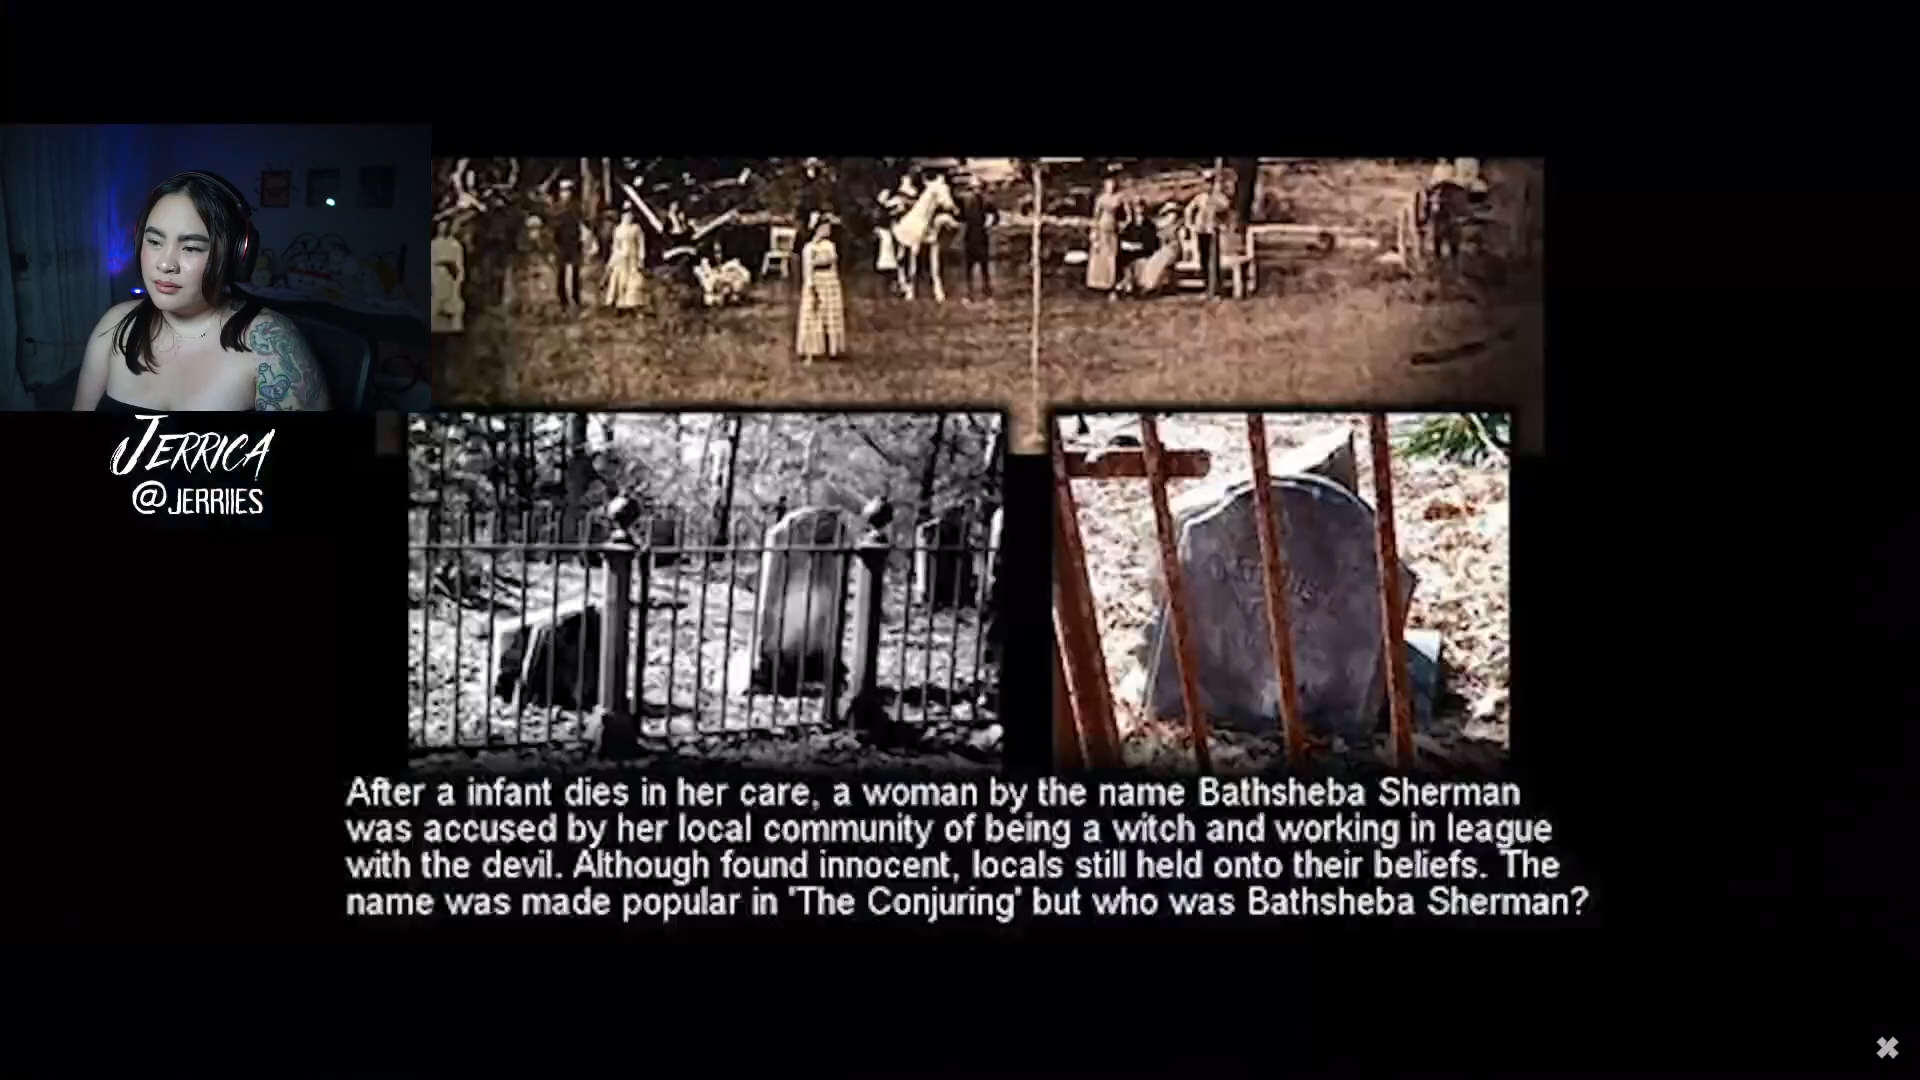 JERRICA
@JERRIIES
After a infant dies in her care, a woman by the name Bathsheba Sherman
was accused by her local community of being a witch and working in league
with the devil. Although found innocent, locals still held onto their beliefs. The
name was made popular in 'The Conjuring' but who was Bathsheba Sherman?